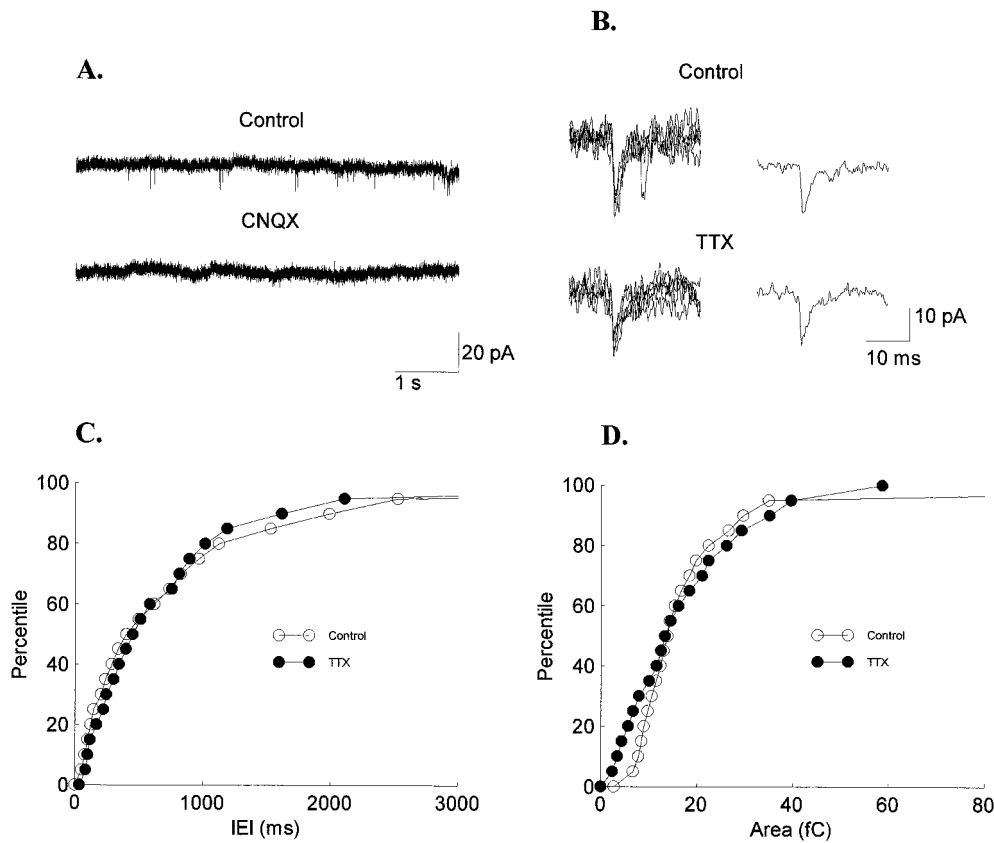 A.
Control
CNQX
20 pA
1 s
B.
Control
TTX
10 pA
10 ms
C.
100
80
60
40
20
0
Percentile
0 1000 2000 3000
IEI (ms)
Control
TTX
D.
100
80
60
40
20
0
Percentile
0 20 40 60 80
Area (fC)
Control
TTX